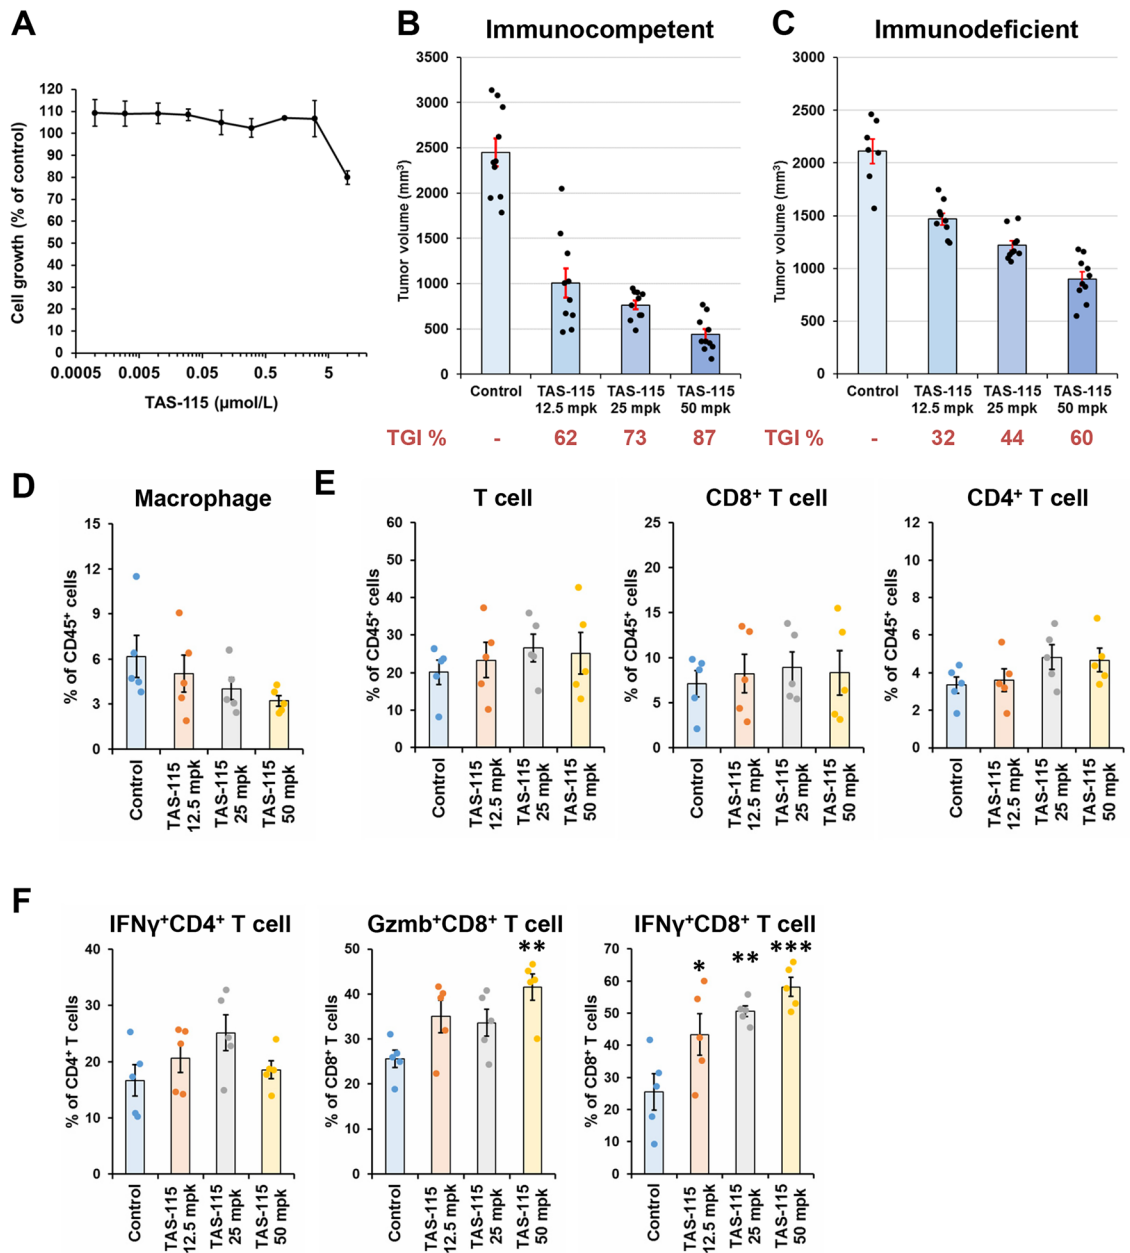 A
120
110
100
90
80
70
60
50
40
30
20
10
0
Cell growth (% of control)
0.0005 0.005 0.05 0.5 5
TAS-115 (μmol/L)
B
Immunocompetent
3500
3000
2500
2000
1500
1000
500
0
Tumor volume (mm³)
Control TAS-115 TAS-115 TAS-115
12.5 mpk 25 mpk 50 mpk
TGI % - 62 73 87
C
Immunodeficient
3000
2500
2000
1500
1000
500
0
Tumor volume (mm³)
Control TAS-115 TAS-115 TAS-115
12.5 mpk 25 mpk 50 mpk
TGI % - 32 44 60
D
Macrophage
15
12
9
6
3
0
% of CD45⁺ cells
Control
TAS-115
12.5 mpk
TAS-115
25 mpk
TAS-115
50 mpk
E
T cell
60
50
40
30
20
10
0
% of CD45⁺ cells
Control
TAS-115
12.5 mpk
TAS-115
25 mpk
TAS-115
50 mpk
CD8⁺ T cell
25
20
15
10
5
0
% of CD45⁺ cells
Control
TAS-115
12.5 mpk
TAS-115
25 mpk
TAS-115
50 mpk
CD4⁺ T cell
12
10
8
6
4
2
0
% of CD45⁺ cells
Control
TAS-115
12.5 mpk
TAS-115
25 mpk
TAS-115
50 mpk
F
IFNγ⁺CD4⁺ T cell
40
30
20
10
0
% of CD4⁺ T cells
Control
TAS-115
12.5 mpk
TAS-115
25 mpk
TAS-115
50 mpk
Gzmb⁺CD8⁺ T cell
**
50
40
30
20
10
0
% of CD8⁺ T cells
Control
TAS-115
12.5 mpk
TAS-115
25 mpk
TAS-115
50 mpk
IFNγ⁺CD8⁺ T cell
* ** ***
70
60
50
40
30
20
10
0
% of CD8⁺ T cells
Control
TAS-115
12.5 mpk
TAS-115
25 mpk
TAS-115
50 mpk